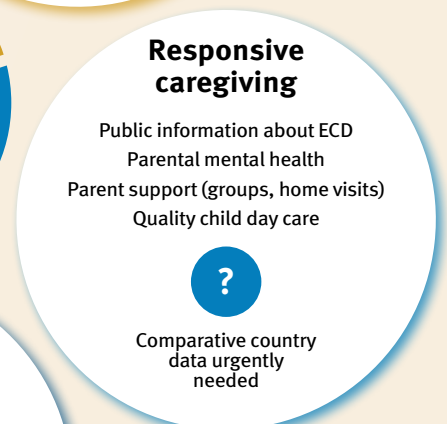 Responsive
caregiving
Public information about ECD
Parental mental health
Parent support (groups, home visits)
Quality child day care
?
Comparative country
data urgently
needed